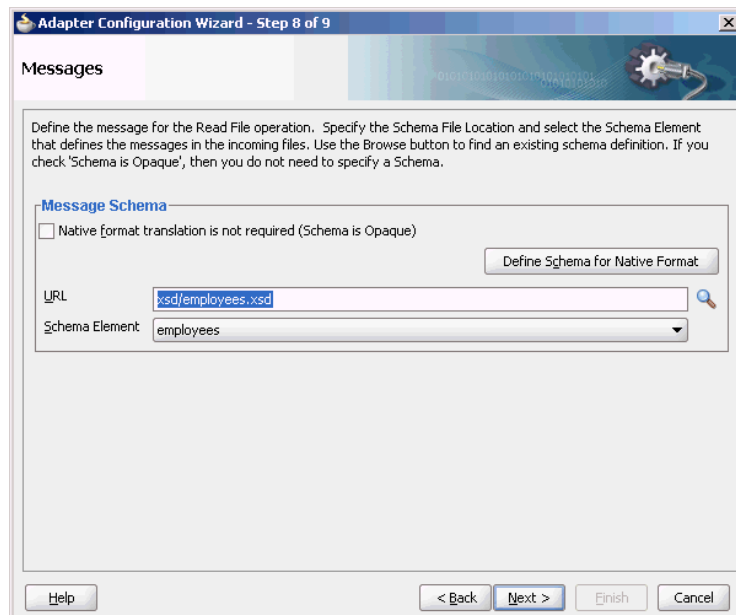 Adapter Configuration Wizard - Step 8 of 9
Messages
Define the message for the Read File operation. Specify the Schema File Location and select the Schema Element
that defines the messages in the incoming files. Use the Browse button to find an existing schema definition. If you
check 'Schema is Opaque', then you do not need to specify a Schema.
Message Schema
Native format translation is not required (Schema is Opaque)
Define Schema for Native Format
URL xsd/employees.xsd
Schema Element employees
Help < Back Next > Finish Cancel